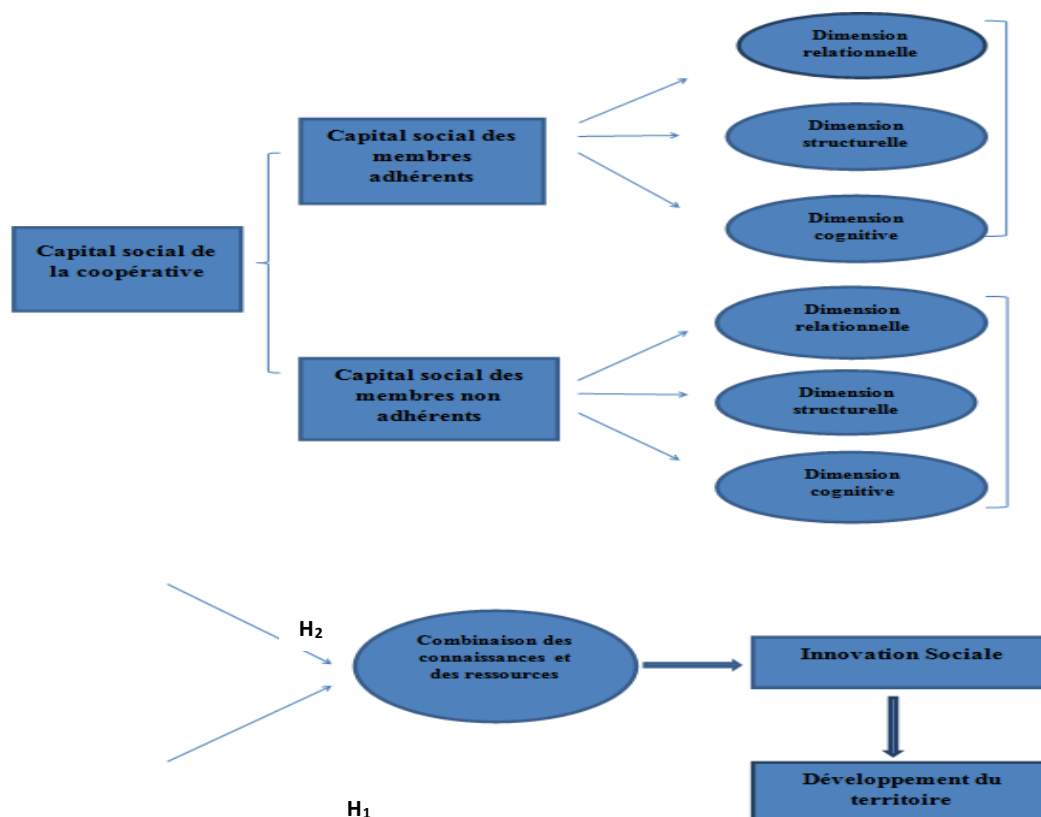 Dimension
relationnelle
Capital social des
membres
adhérents
Dimension
structurelle
Dimension
cognitive
Capital social de
la coopérative
Dimension
relationnelle
Capital social des
membres non
adhérents
Dimension
structurelle
Dimension
cognitive
H₂
Combinaison des
connaissances et
des ressources
Innovation Sociale
Développement du
territoire
H₁